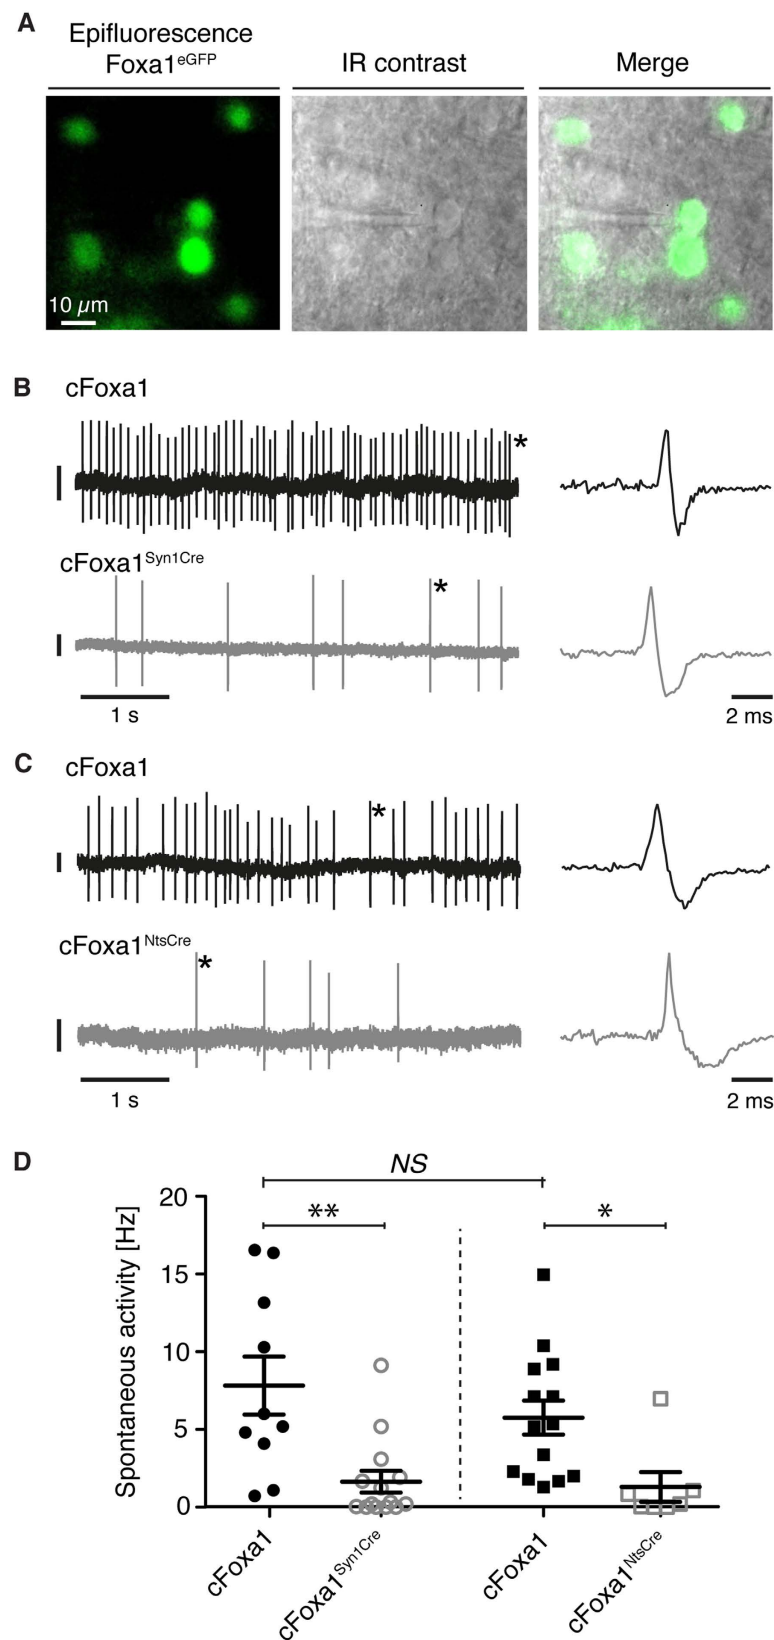 A
Epifluorescence
Foxa1eGFP
IR contrast
Merge
10 µm
B
cFoxa1
*
cFoxa1Syn1Cre
*
1 s
2 ms
C
cFoxa1
*
cFoxa1NtsCre
*
1 s
2 ms
D
NS
**
*
Spontaneous activity [Hz]
20
15
10
5
0
cFoxa1
cFoxa1Syn1Cre
cFoxa1
cFoxa1NtsCre